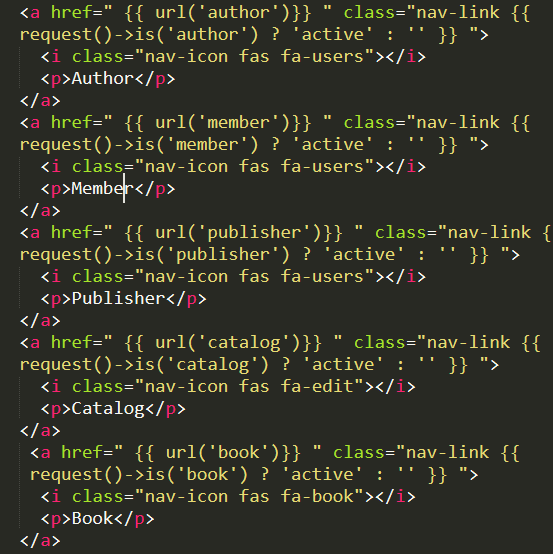 <a href=" {{ url('author')}} " class="nav-link {{
request()->is('author') ? 'active' : '' }} ">
<i class="nav-icon fas fa-users"></i>
<p>Author</p>
</a>
<a href=" {{ url('member')}} " class="nav-link {{
request()->is('member') ? 'active' : '' }} ">
<i class="nav-icon fas fa-users"></i>
<p>Member</p>
</a>
<a href=" {{ url('publisher')}} " class="nav-link {
request()->is('publisher') ? 'active' : '' }} ">
<i class="nav-icon fas fa-users"></i>
<p>Publisher</p>
</a>
<a href=" {{ url('catalog')}} " class="nav-link {{
request()->is('catalog') ? 'active' : '' }} ">
<i class="nav-icon fas fa-edit"></i>
<p>Catalog</p>
</a>
<a href=" {{ url('book')}} " class="nav-link {{
request()->is('book') ? 'active' : '' }} ">
<i class="nav-icon fas fa-book"></i>
<p>Book</p>
</a>